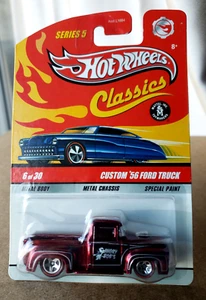 SERIES 5
HOT WHEELS
Classics
6 of 30
CUSTOM '56 FORD TRUCK
METAL BODY
METAL CHASSIS
SPECIAL PAINT